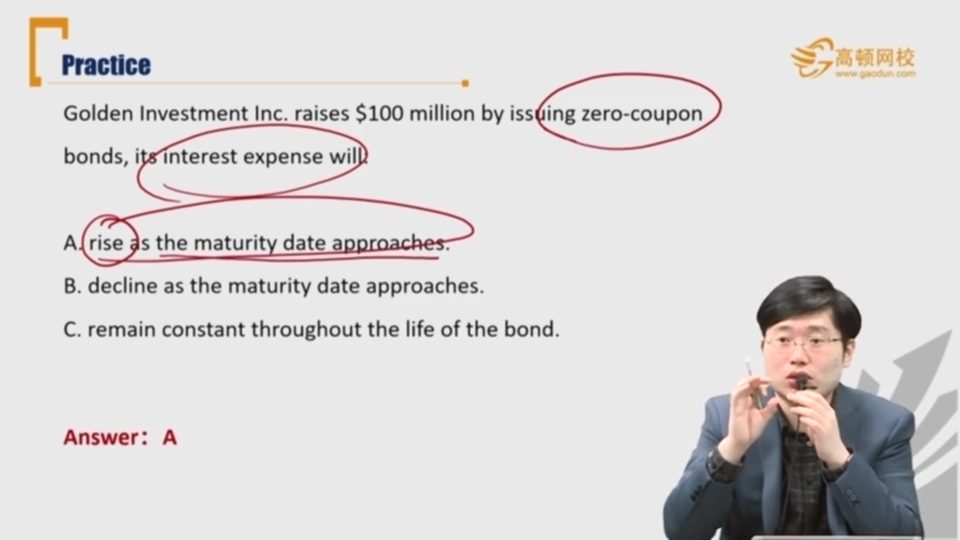 Practice
高顿网校
www.gaodun.com
Golden Investment Inc. raises $100 million by issuing zero-coupon
bonds, its interest expense will:
A. rise as the maturity date approaches.
B. decline as the maturity date approaches.
C. remain constant throughout the life of the bond.
Answer： A